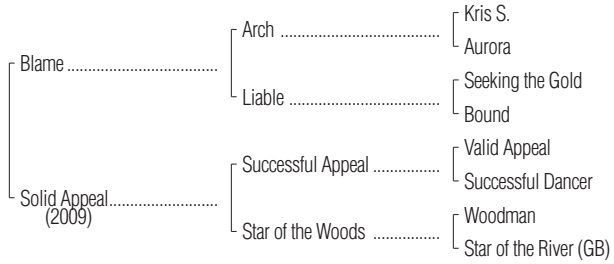 Kris S.
Arch ..........................................
Aurora
Blame ..........................................
Seeking the Gold
Liable ..........................................
Bound
Valid Appeal
Successful Appeal ..................
Successful Dancer
Solid Appeal..............................
(2009)
Woodman
Star of the Woods ..................
Star of the River (GB)